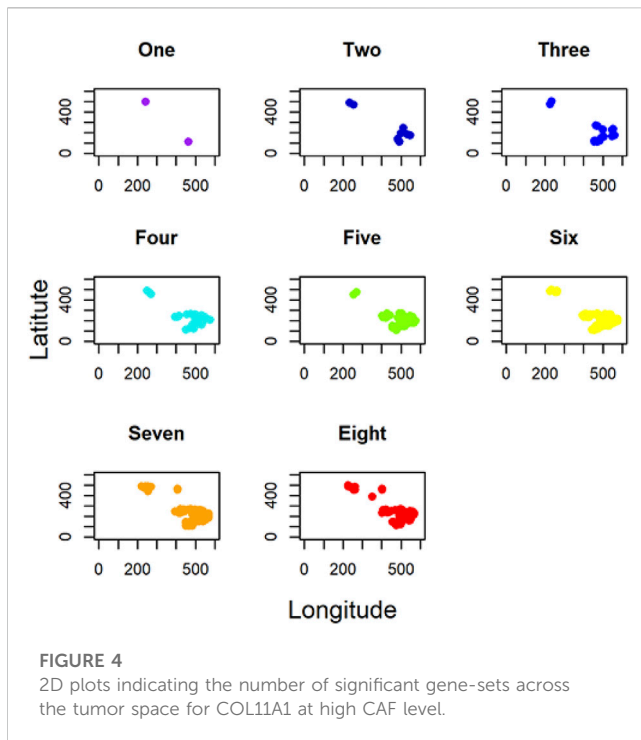 One
Two
Three
400
0
0 200 500
400
0
0 200 500
400
0
0 200 500
Four
Five
Six
Latitute
400
0
0 200 500
400
0
0 200 500
400
0
0 200 500
Seven
Eight
400
0
0 200 500
400
0
0 200 500
Longitude
FIGURE 4
2D plots indicating the number of significant gene-sets across
the tumor space for COL11A1 at high CAF level.